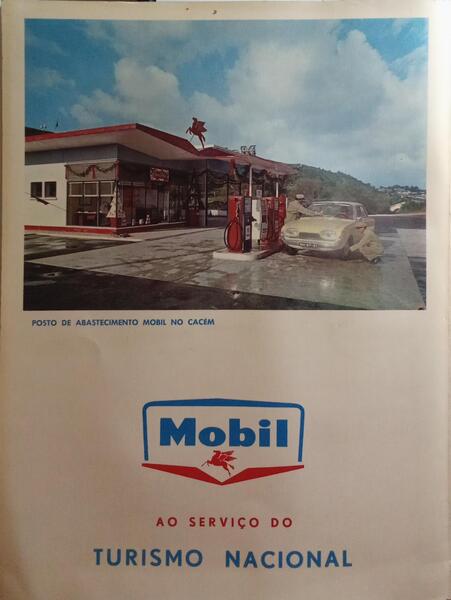 POSTO DE ABASTECIMENTO MOBIL NO CACÉM
Mobil
AO SERVIÇO DO
TURISMO NACIONAL